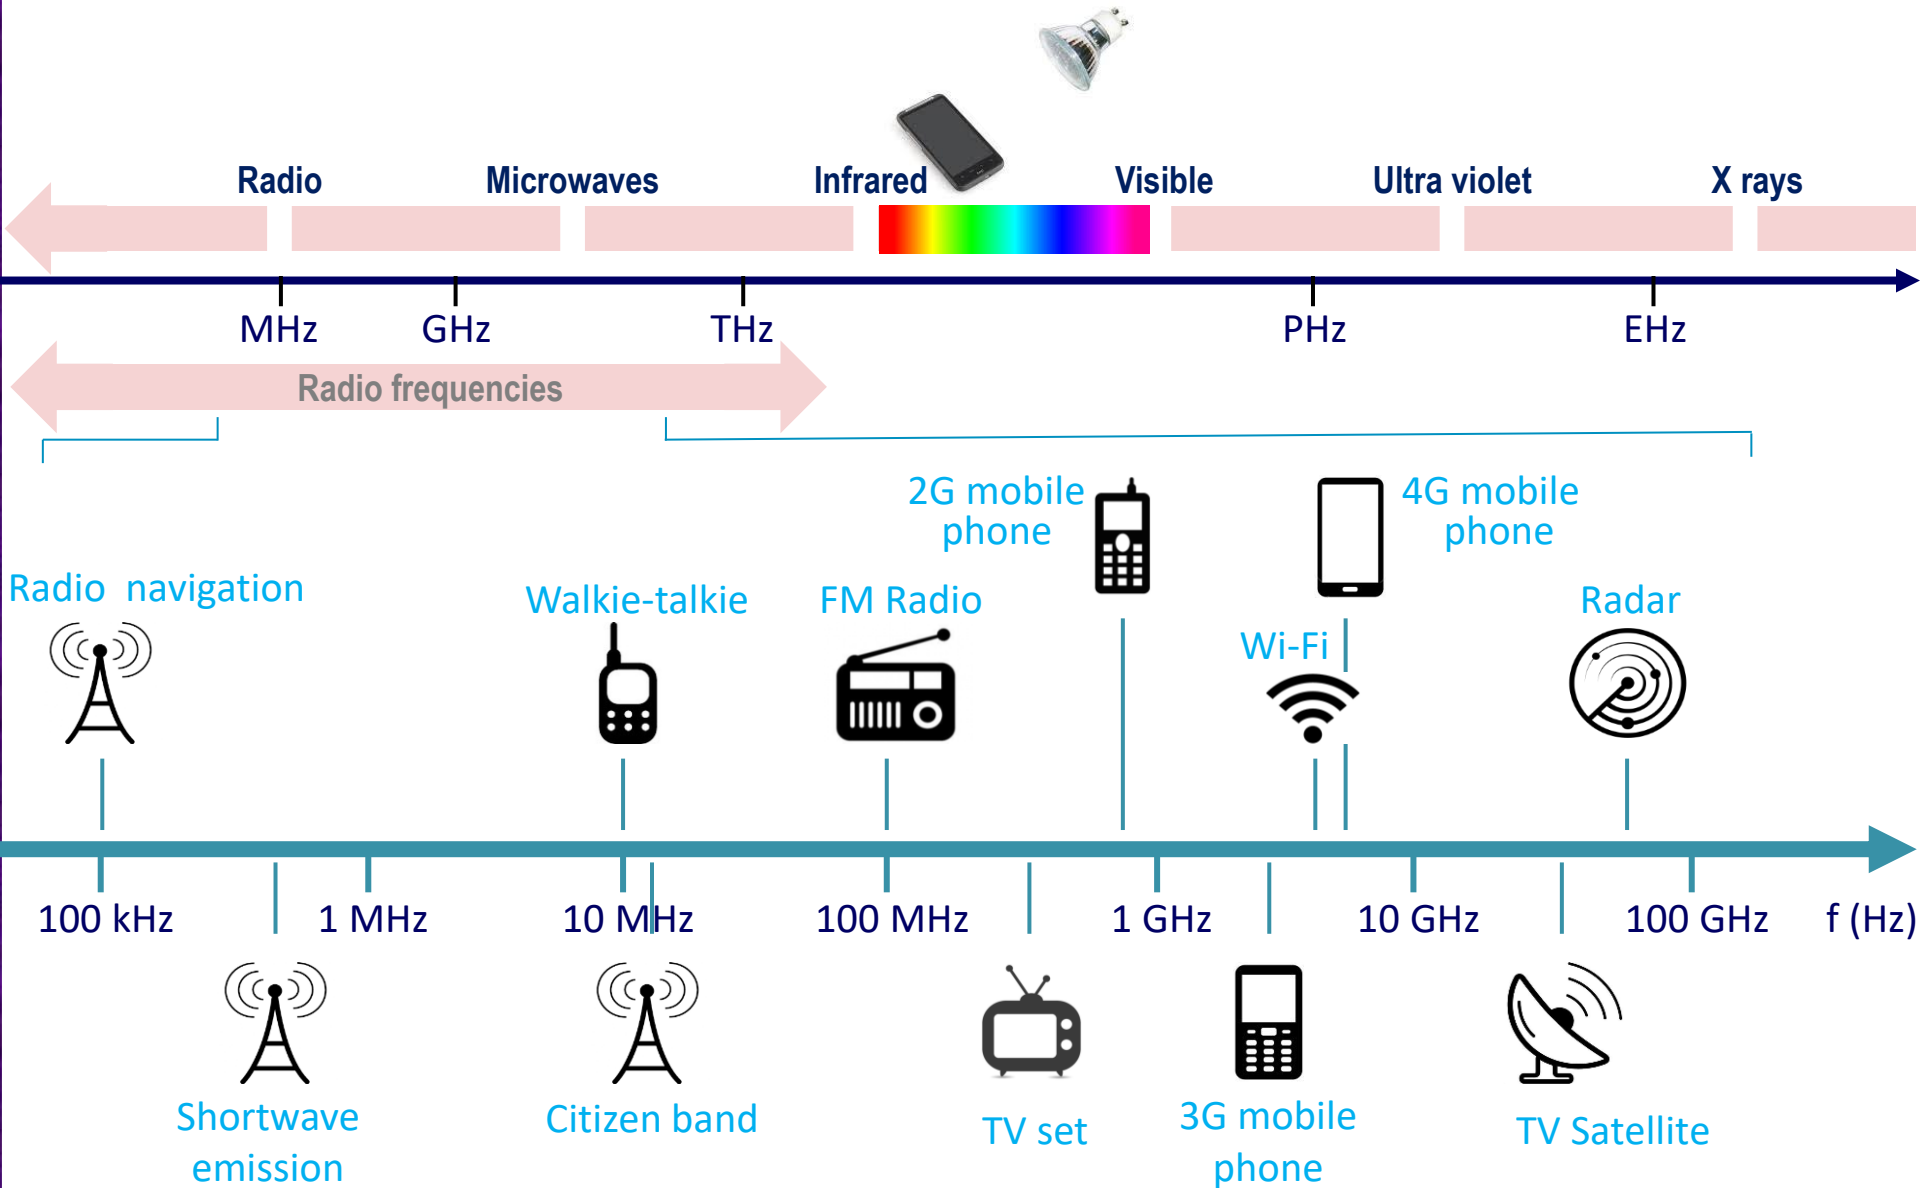 Radio
Microwaves
Infrared
Visible
Ultra violet
X rays
MHz
GHz
THz
PHz
EHz
Radio frequencies
2G mobile
phone
4G mobile
phone
Radio navigation
Walkie-talkie
FM Radio
Wi-Fi
Radar
100 kHz
1 MHz
10 MHz
100 MHz
1 GHz
10 GHz
100 GHz
f (Hz)
Shortwave
emission
Citizen band
TV set
3G mobile
phone
TV Satellite